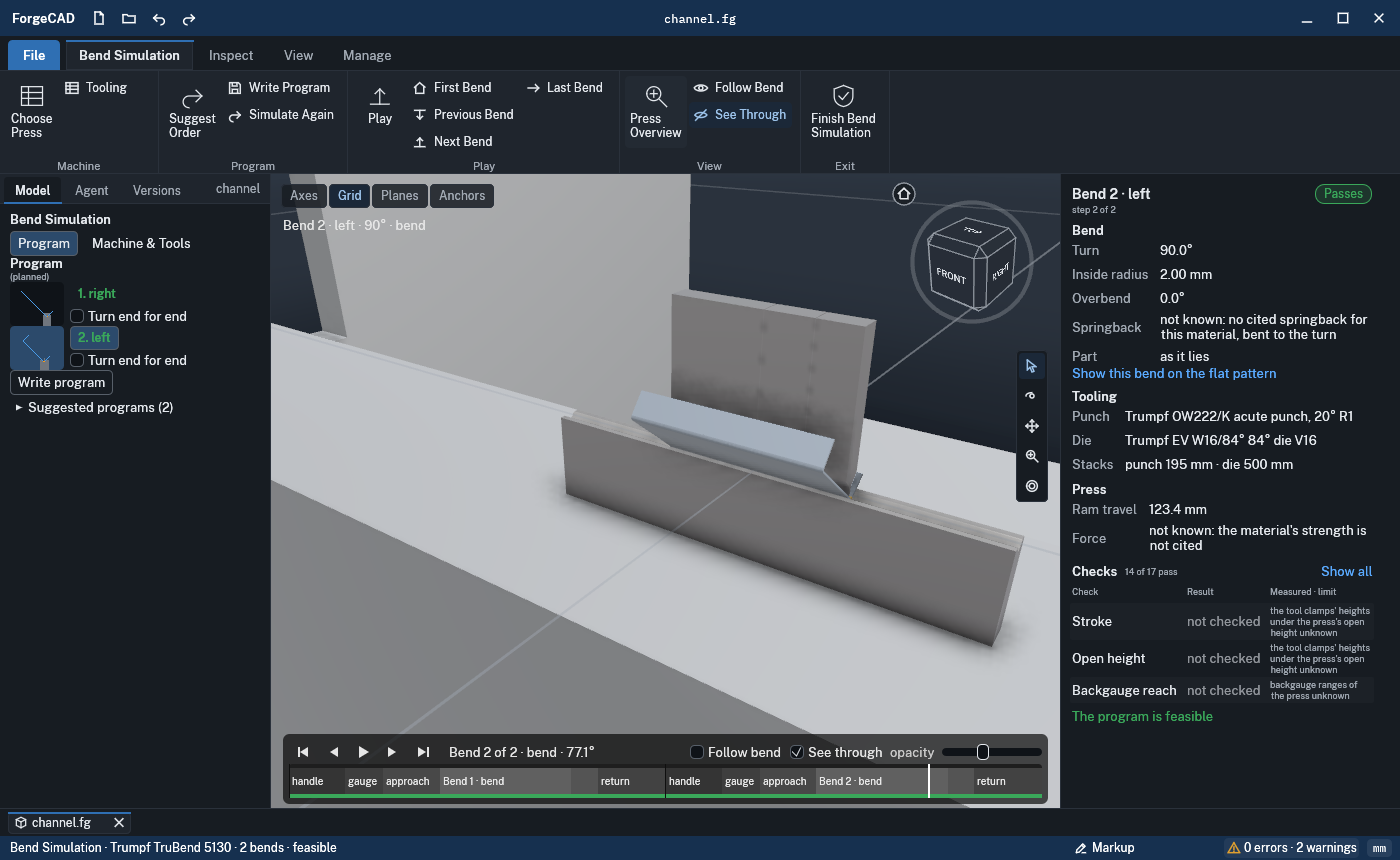 ForgeCAD
channel.fg
File
Bend Simulation
Inspect
View
Manage
Choose
Press
Tooling
Machine
Suggest
Order
Write Program
Simulate Again
Program
Play
First Bend
Previous Bend
Next Bend
Last Bend
Play
Press
Overview
Follow Bend
See Through
View
Finish Bend
Simulation
Exit
Model
Agent
Versions
channel
Bend Simulation
Program
Machine & Tools
Program
(planned)
1. right
Turn end for end
2. left
Turn end for end
Write program
Suggested programs (2)
Axes
Grid
Planes
Anchors
Bend 2 · left · 90° · bend
TOP
FRONT
RIGHT
Bend 2 of 2 · bend · 77.1°
Follow bend
See through
opacity
handle
gauge
approach
Bend 1 · bend
return
handle
gauge
approach
Bend 2 · bend
return
Bend 2 · left
Passes
step 2 of 2
Bend
Turn 90.0°
Inside radius 2.00 mm
Overbend 0.0°
Springback not known: no cited springback for
this material, bent to the turn
Part as it lies
Show this bend on the flat pattern
Tooling
Punch Trumpf OW222/K acute punch, 20° R1
Die Trumpf EV W16/84° 84° die V16
Stacks punch 195 mm · die 500 mm
Press
Ram travel 123.4 mm
Force not known: the material's strength is
not cited
Checks 14 of 17 pass Show all
Check Result Measured · limit
Stroke not checked the tool clamps' heights
under the press's open
height unknown
Open height not checked the tool clamps' heights
under the press's open
height unknown
Backgauge reach not checked backgauge ranges of
the press unknown
The program is feasible
channel.fg
Bend Simulation · Trumpf TruBend 5130 · 2 bends · feasible
Markup
0 errors · 2 warnings
mm